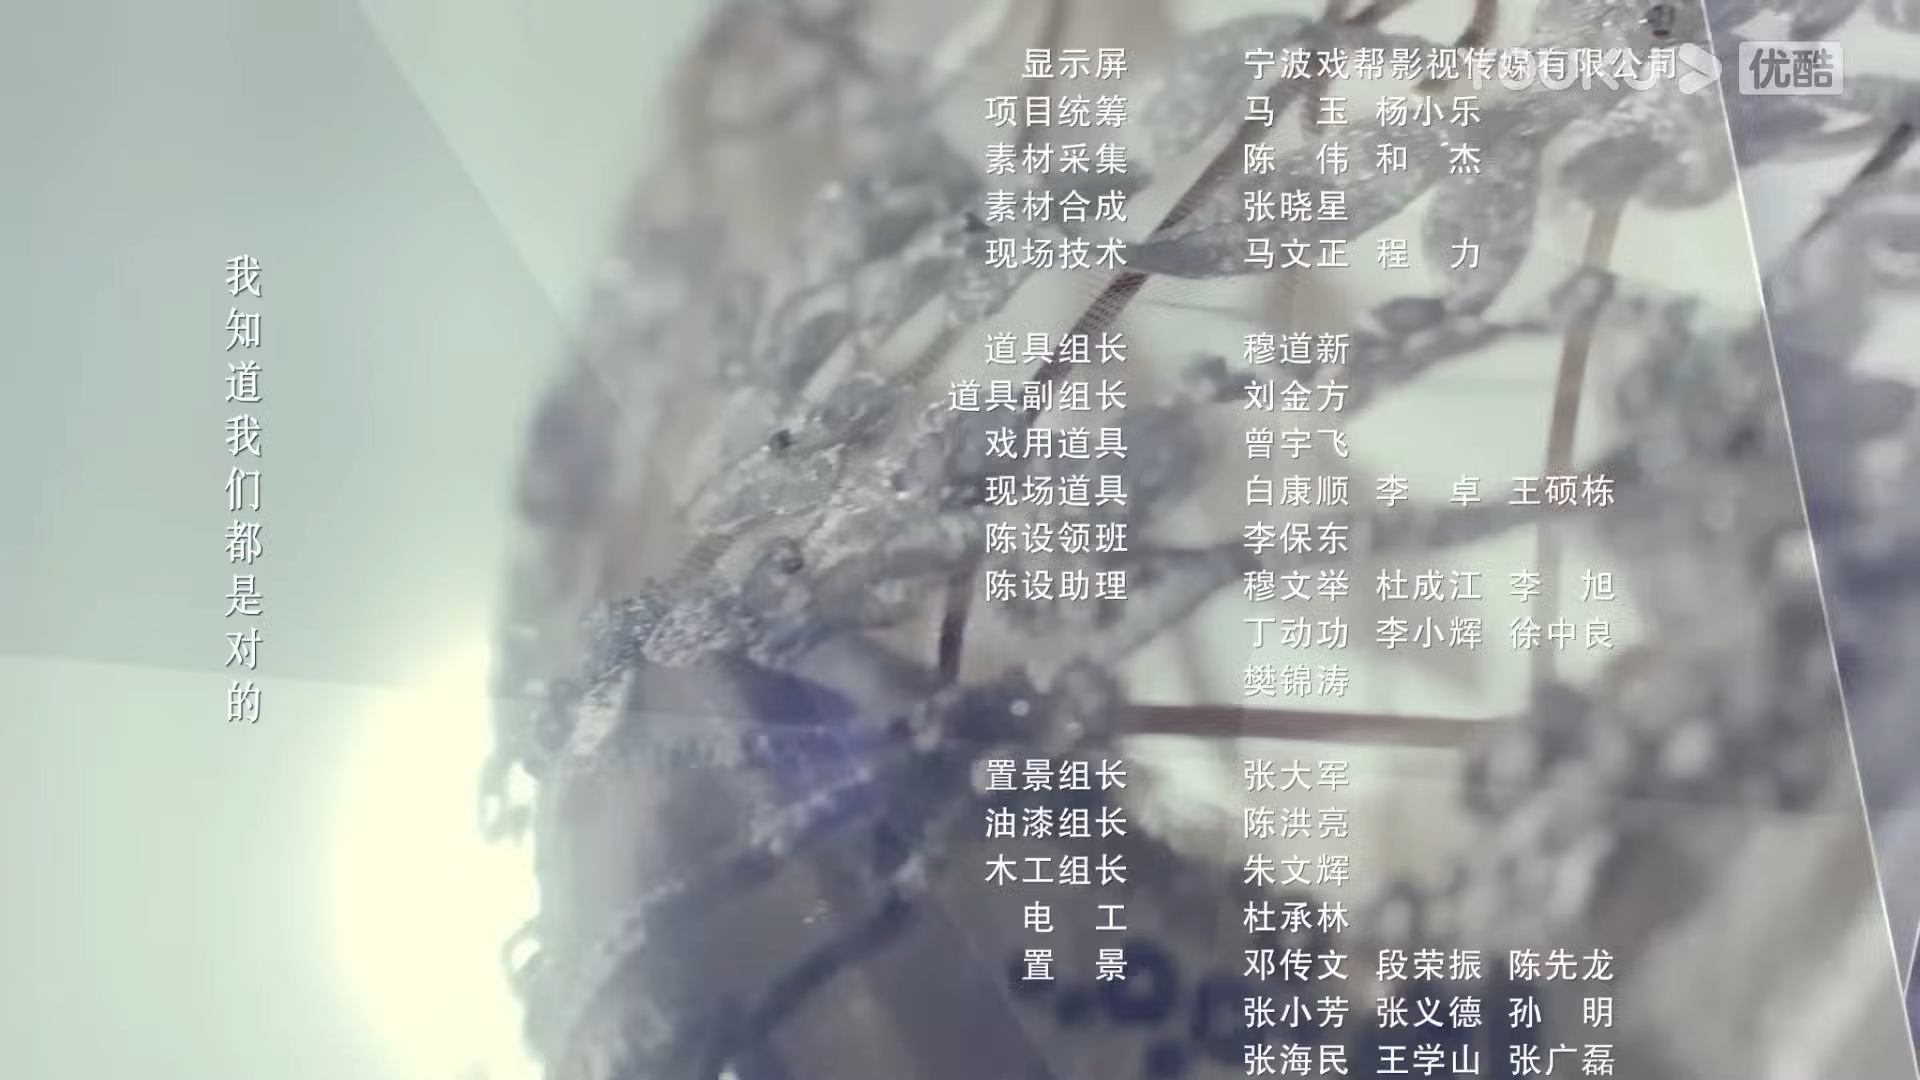 YOUKU 优酷
显示屏 宁波戏帮影视传媒有限公司
项目统筹 马 玉 杨小乐
素材采集 陈 伟 和 杰
素材合成 张晓星
现场技术 马文正 程 力
道具组长 穆道新
道具副组长 刘金方
戏用道具 曾宇飞
现场道具 白康顺 李 卓 王硕栋
陈设领班 李保东
陈设助理 穆文举 杜成江 李 旭
丁动功 李小辉 徐中良
樊锦涛
置景组长 张大军
油漆组长 陈洪亮
木工组长 朱文辉
电 工 杜承林
置 景 邓传文 段荣振 陈先龙
张小芳 张义德 孙 明
张海民 王学山 张广磊
我知道我们都是对的